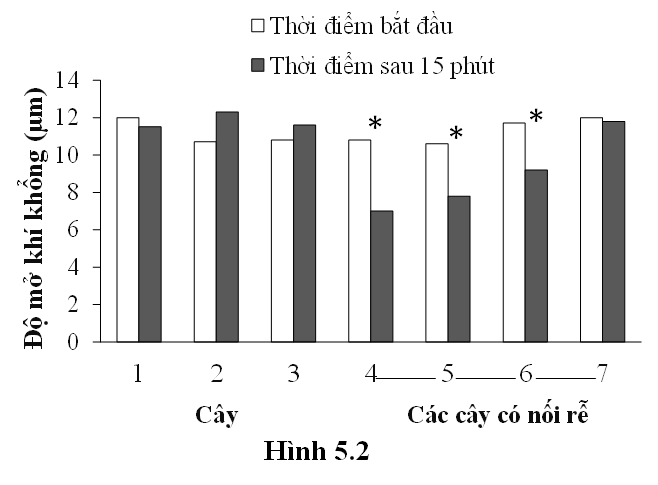 Thời điểm bắt đầu
Thời điểm sau 15 phút
Độ mở khí khổng (µm)
14
12
10
8
6
4
2
0
* * *
1 2 3 4 5 6 7
Cây Các cây có nối rễ
Hình 5.2